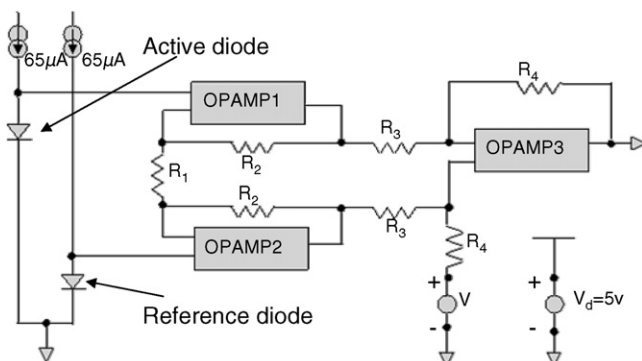 65μA 65μA
Active diode
OPAMP1
R4
R3
OPAMP3
R2
R1
R2
OPAMP2
R3
R4
+
V
-
+
Vd=5v
-
Reference diode